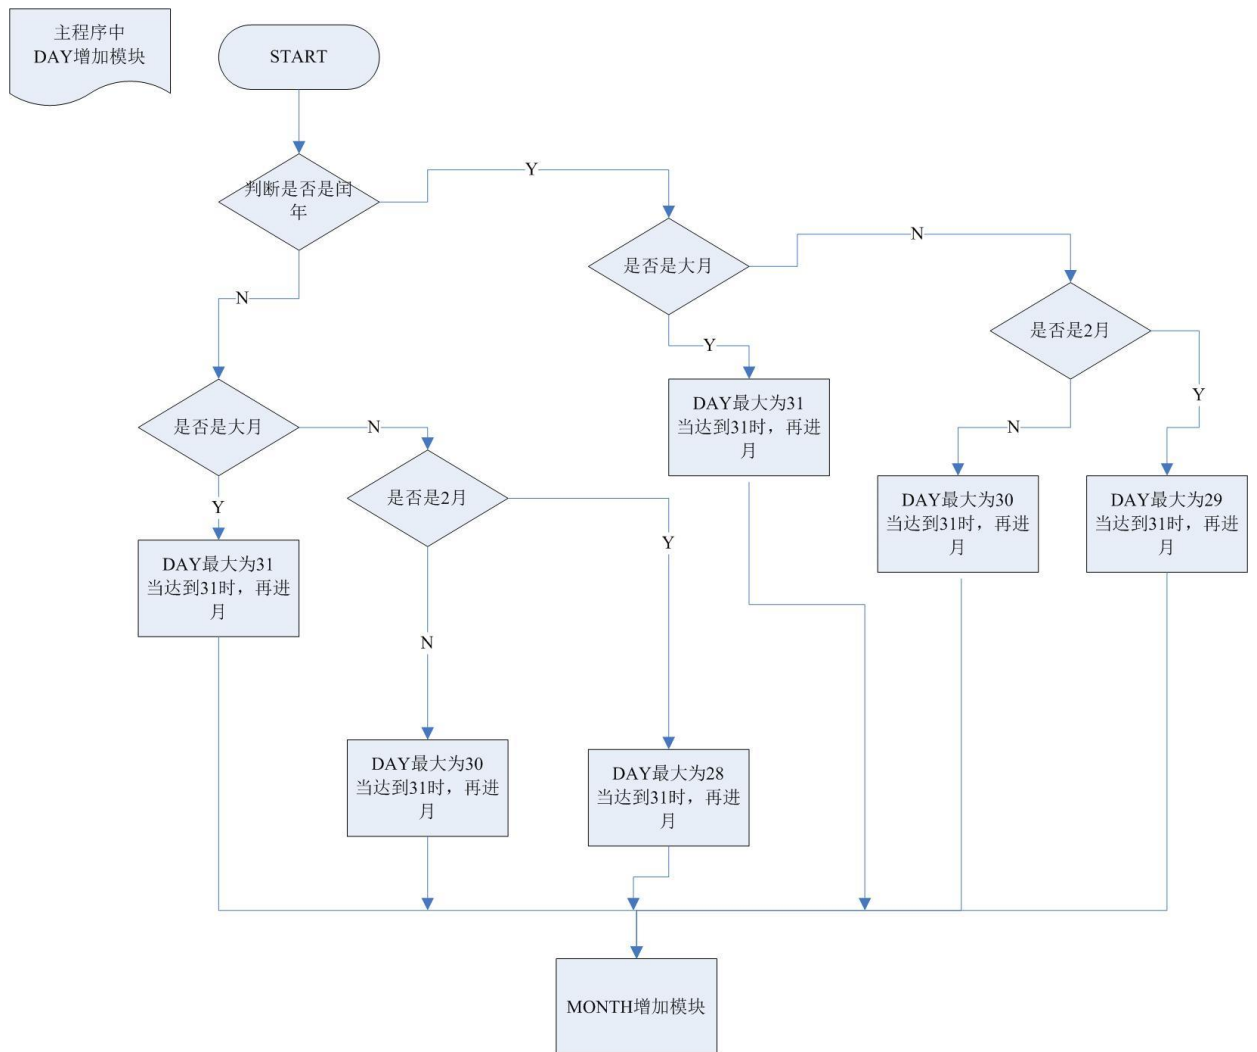 主程序中
DAY增加模块
START
判断是否是闰
年
Y
N
是否是大月
N
是否是2月
Y
Y
N
DAY最大为31
当达到31时，再进
月
DAY最大为30
当达到31时，再进
月
DAY最大为29
当达到31时，再进
月
是否是大月
N
是否是2月
Y
Y
N
DAY最大为31
当达到31时，再进
月
DAY最大为30
当达到31时，再进
月
DAY最大为28
当达到31时，再进
月
MONTH增加模块